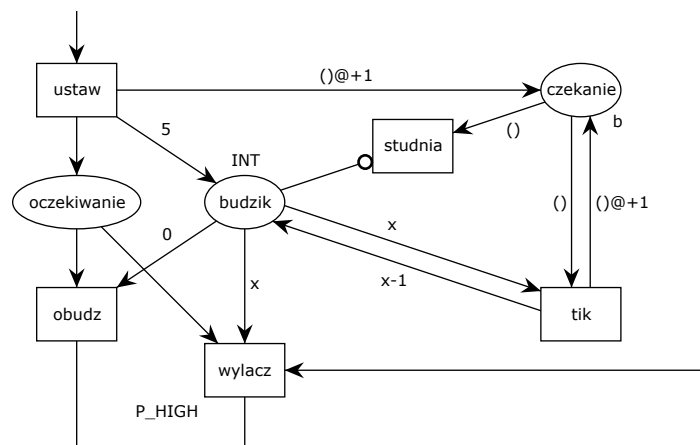 ustaw
()@+1
czekanie
b
5
INT
studnia
()
oczekiwanie
budzik
0
x
x
x-1
()
()@+1
obudz
tik
wylacz
P_HIGH